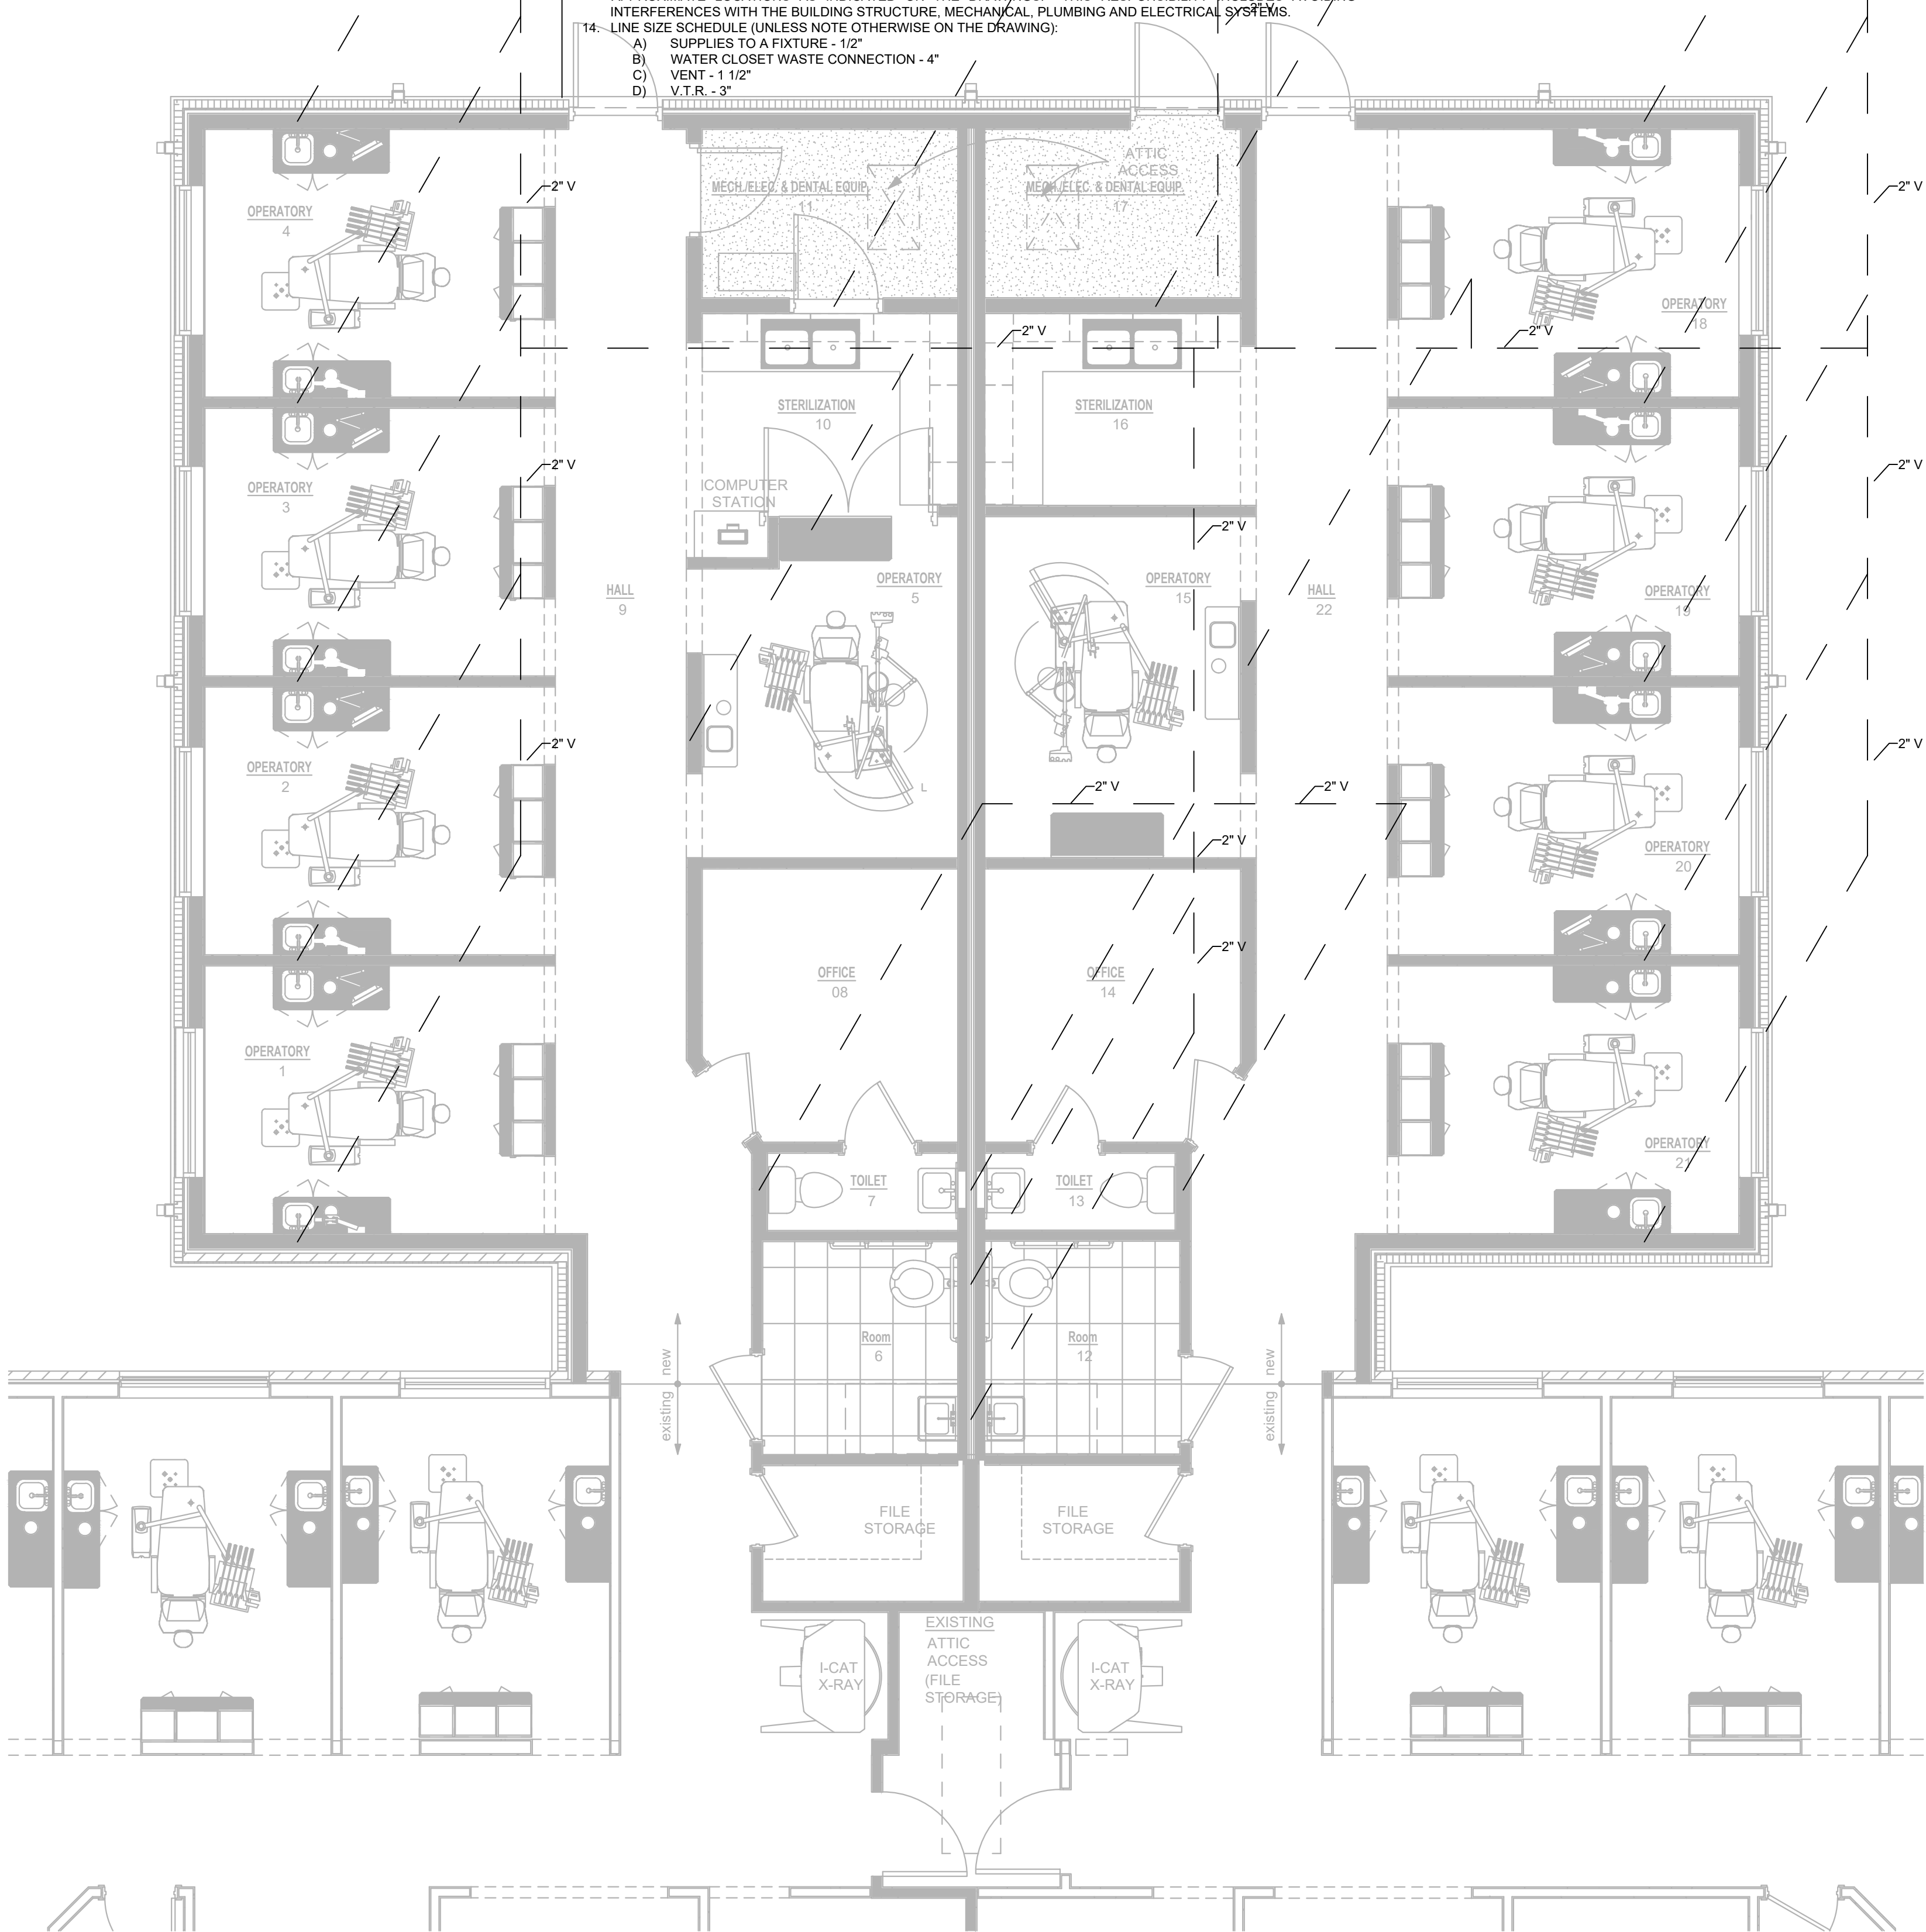 INTERFERENCES WITH THE BUILDING STRUCTURE, MECHANICAL, PLUMBING AND ELECTRICAL SYSTEMS.
2" V
14. LINE SIZE SCHEDULE (UNLESS NOTE OTHERWISE ON THE DRAWING):
A) SUPPLIES TO A FIXTURE - 1/2"
B) WATER CLOSET WASTE CONNECTION - 4"
C) VENT - 1 1/2"
D) V.T.R. - 3"
ATTIC
ACCESS
MECH./ELEC. & DENTAL EQUIP.
11
MECH./ELEC. & DENTAL EQUIP.
17
2" V
2" V
OPERATORY
4
OPERATORY
18
2" V
2" V
STERILIZATION
10
STERILIZATION
16
2" V
2" V
OPERATORY
3
COMPUTER
STATION
2" V
OPERATORY
5
OPERATORY
15
HALL
9
HALL
22
OPERATORY
19
2" V
2" V
OPERATORY
2
L
2" V
2" V
2" V
OPERATORY
20
2" V
OFFICE
08
OFFICE
14
OPERATORY
1
OPERATORY
21
TOILET
7
TOILET
13
Room
6
Room
12
new
existing
new
existing
FILE
STORAGE
FILE
STORAGE
EXISTING
ATTIC
ACCESS
(FILE
STORAGE)
I-CAT
X-RAY
I-CAT
X-RAY